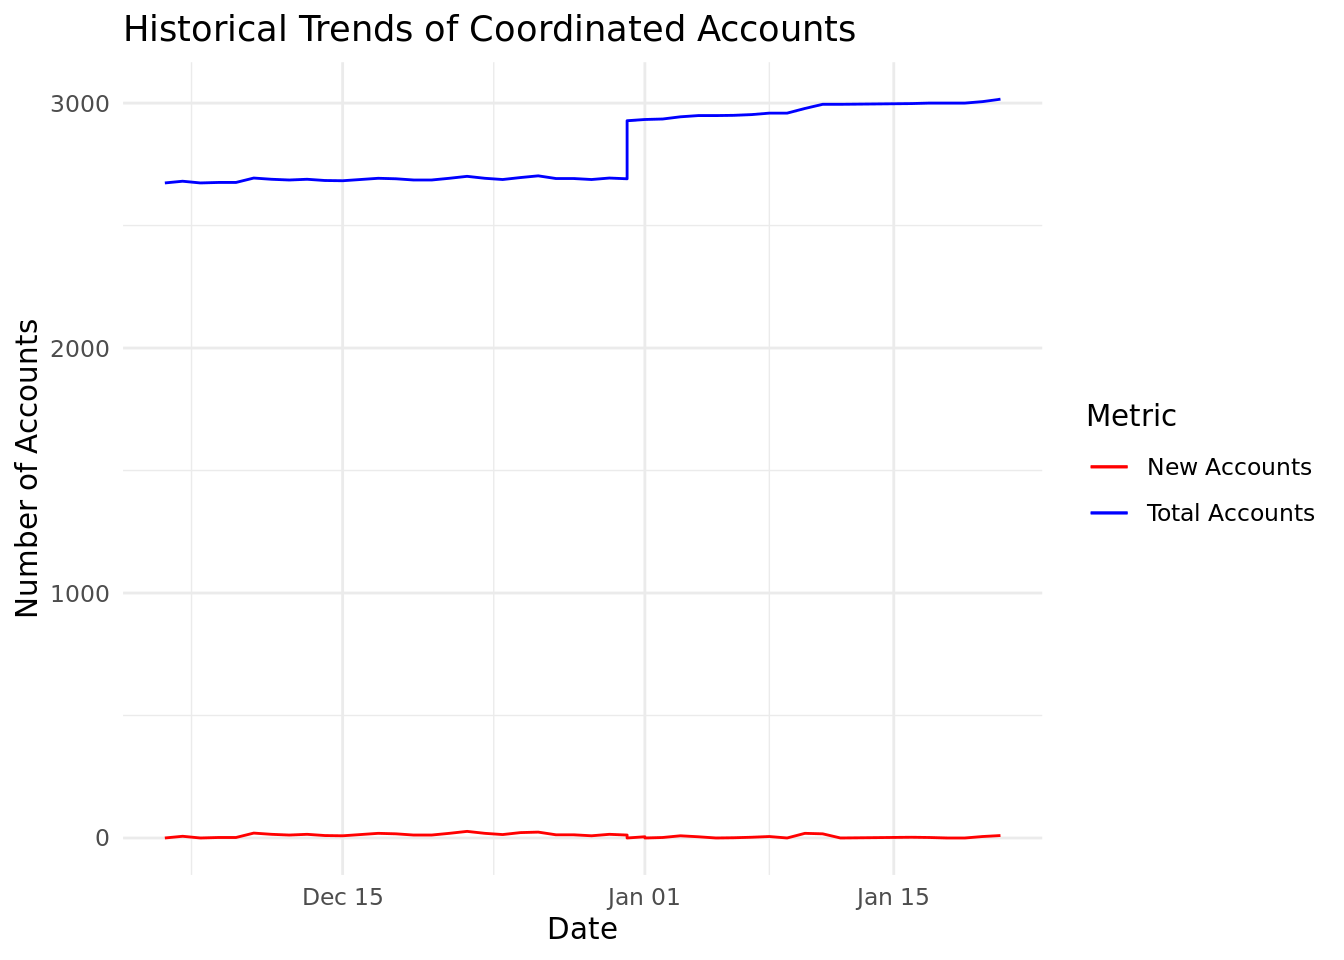 Historical Trends of Coordinated Accounts
Number of Accounts
3000
2000
1000
0
Dec 15
Jan 01
Jan 15
Date
Metric
New Accounts
Total Accounts